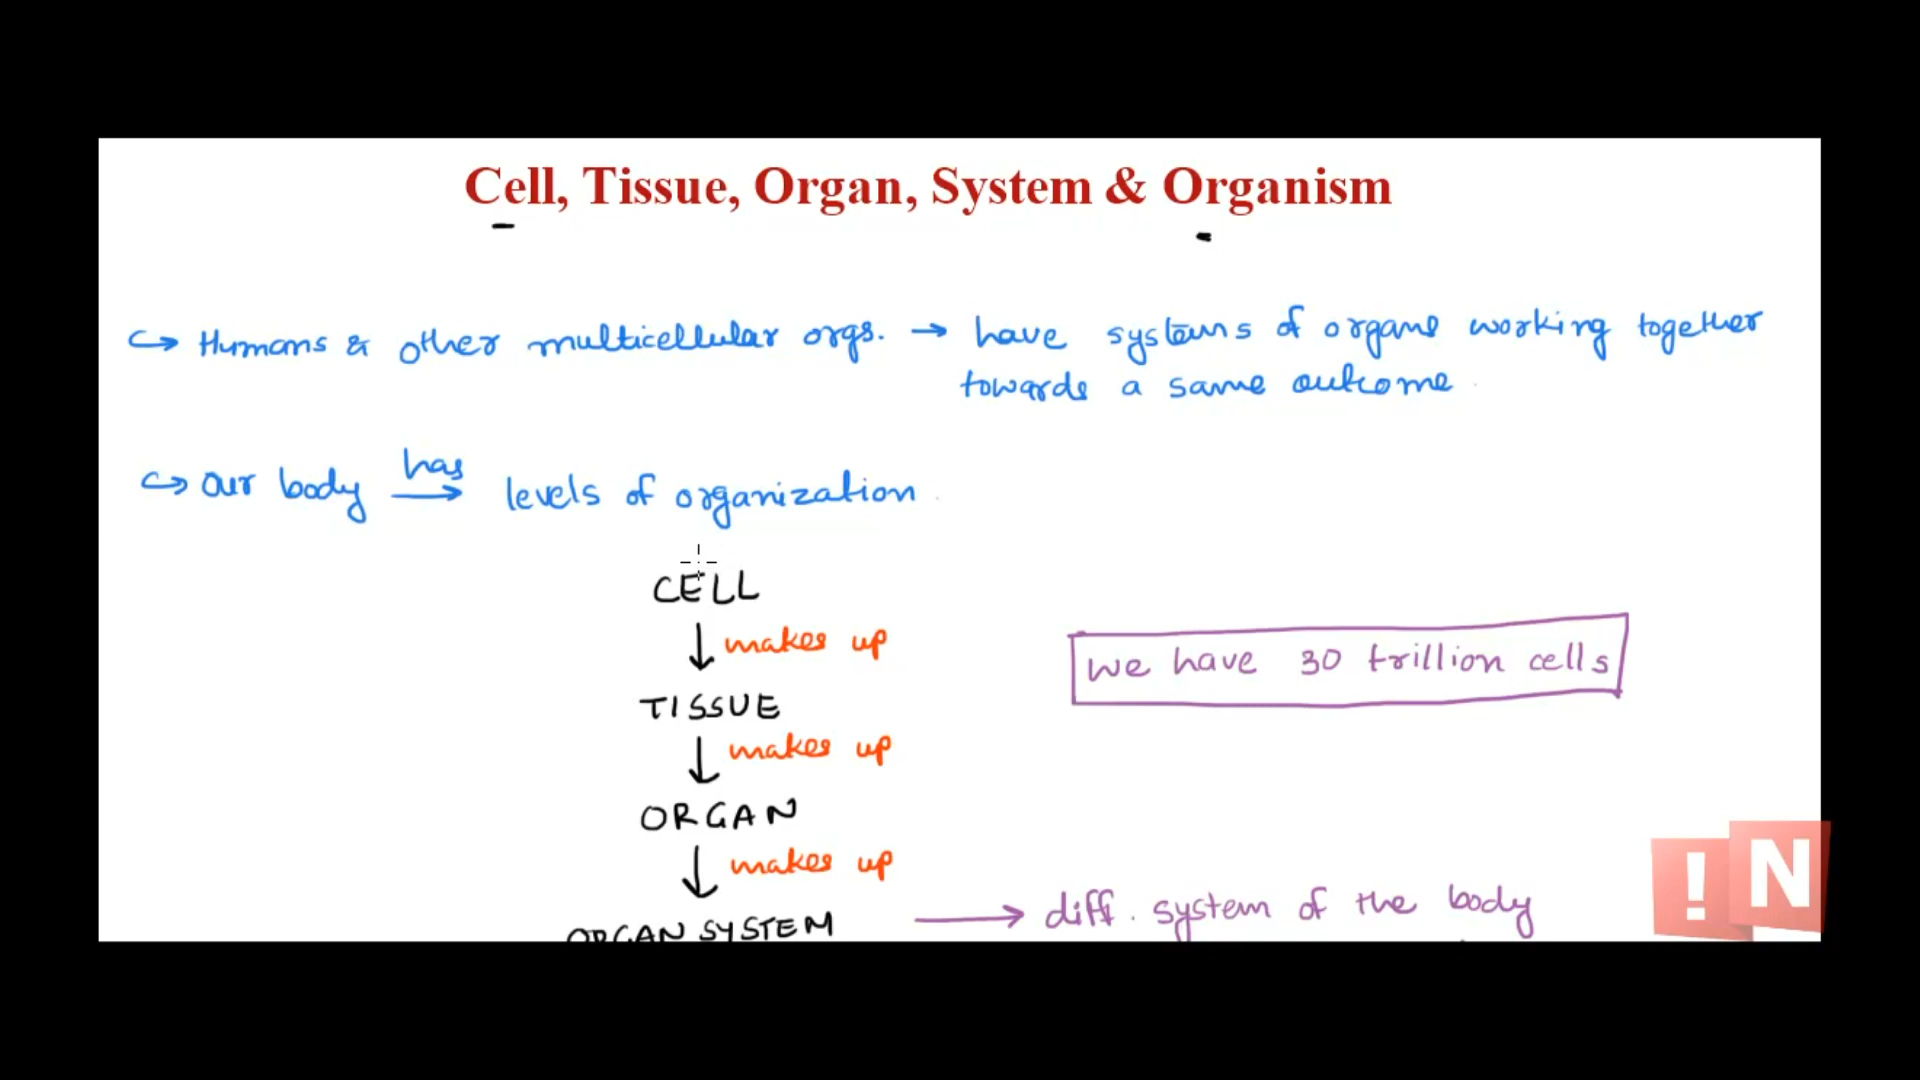 Cell, Tissue, Organ, System & Organism
↪ Humans & other multicellular orgs. → have systems of organs working together
towards a same outcome.
↪ Our body has → levels of organization.
CELL
↓ makes up
TISSUE
↓ makes up
ORGAN
↓ makes up
ORGAN SYSTEM → diff. system of the body
we have 30 trillion cells
! N